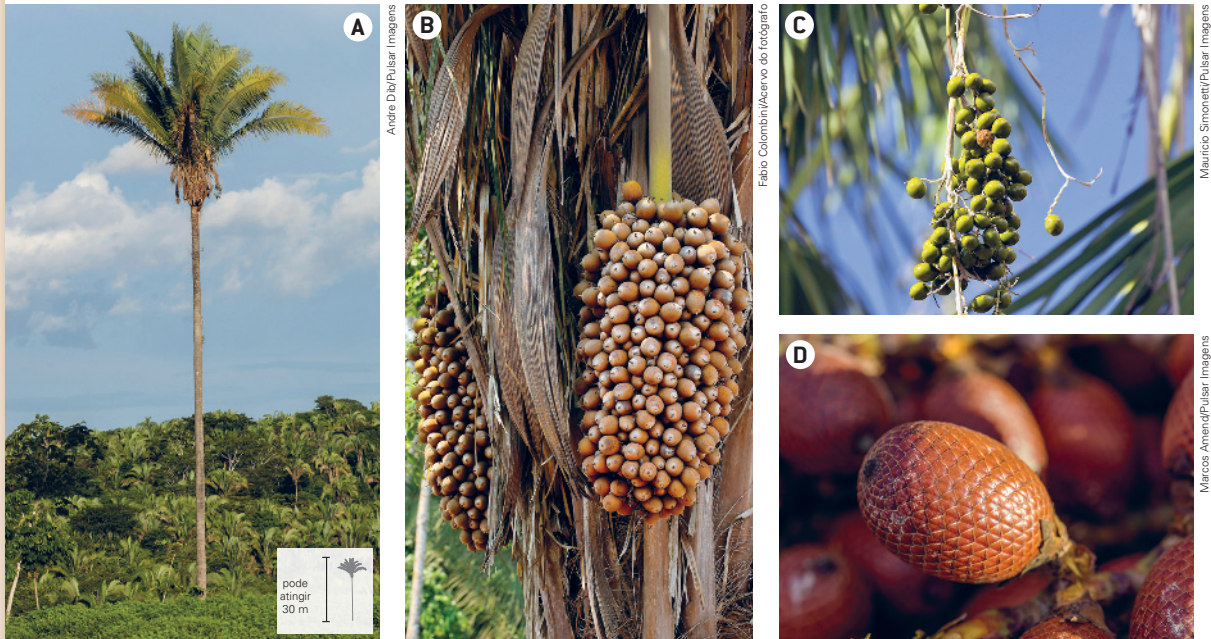 A
Andre Dib/Pulsar Imagens
pode
atingir
30 m
B
Fabio Colombini/Acervo do fotógrafo
C
Mauricio Simonetti/Pulsar Imagens
D
Marcos Amend/Pulsar Imagens